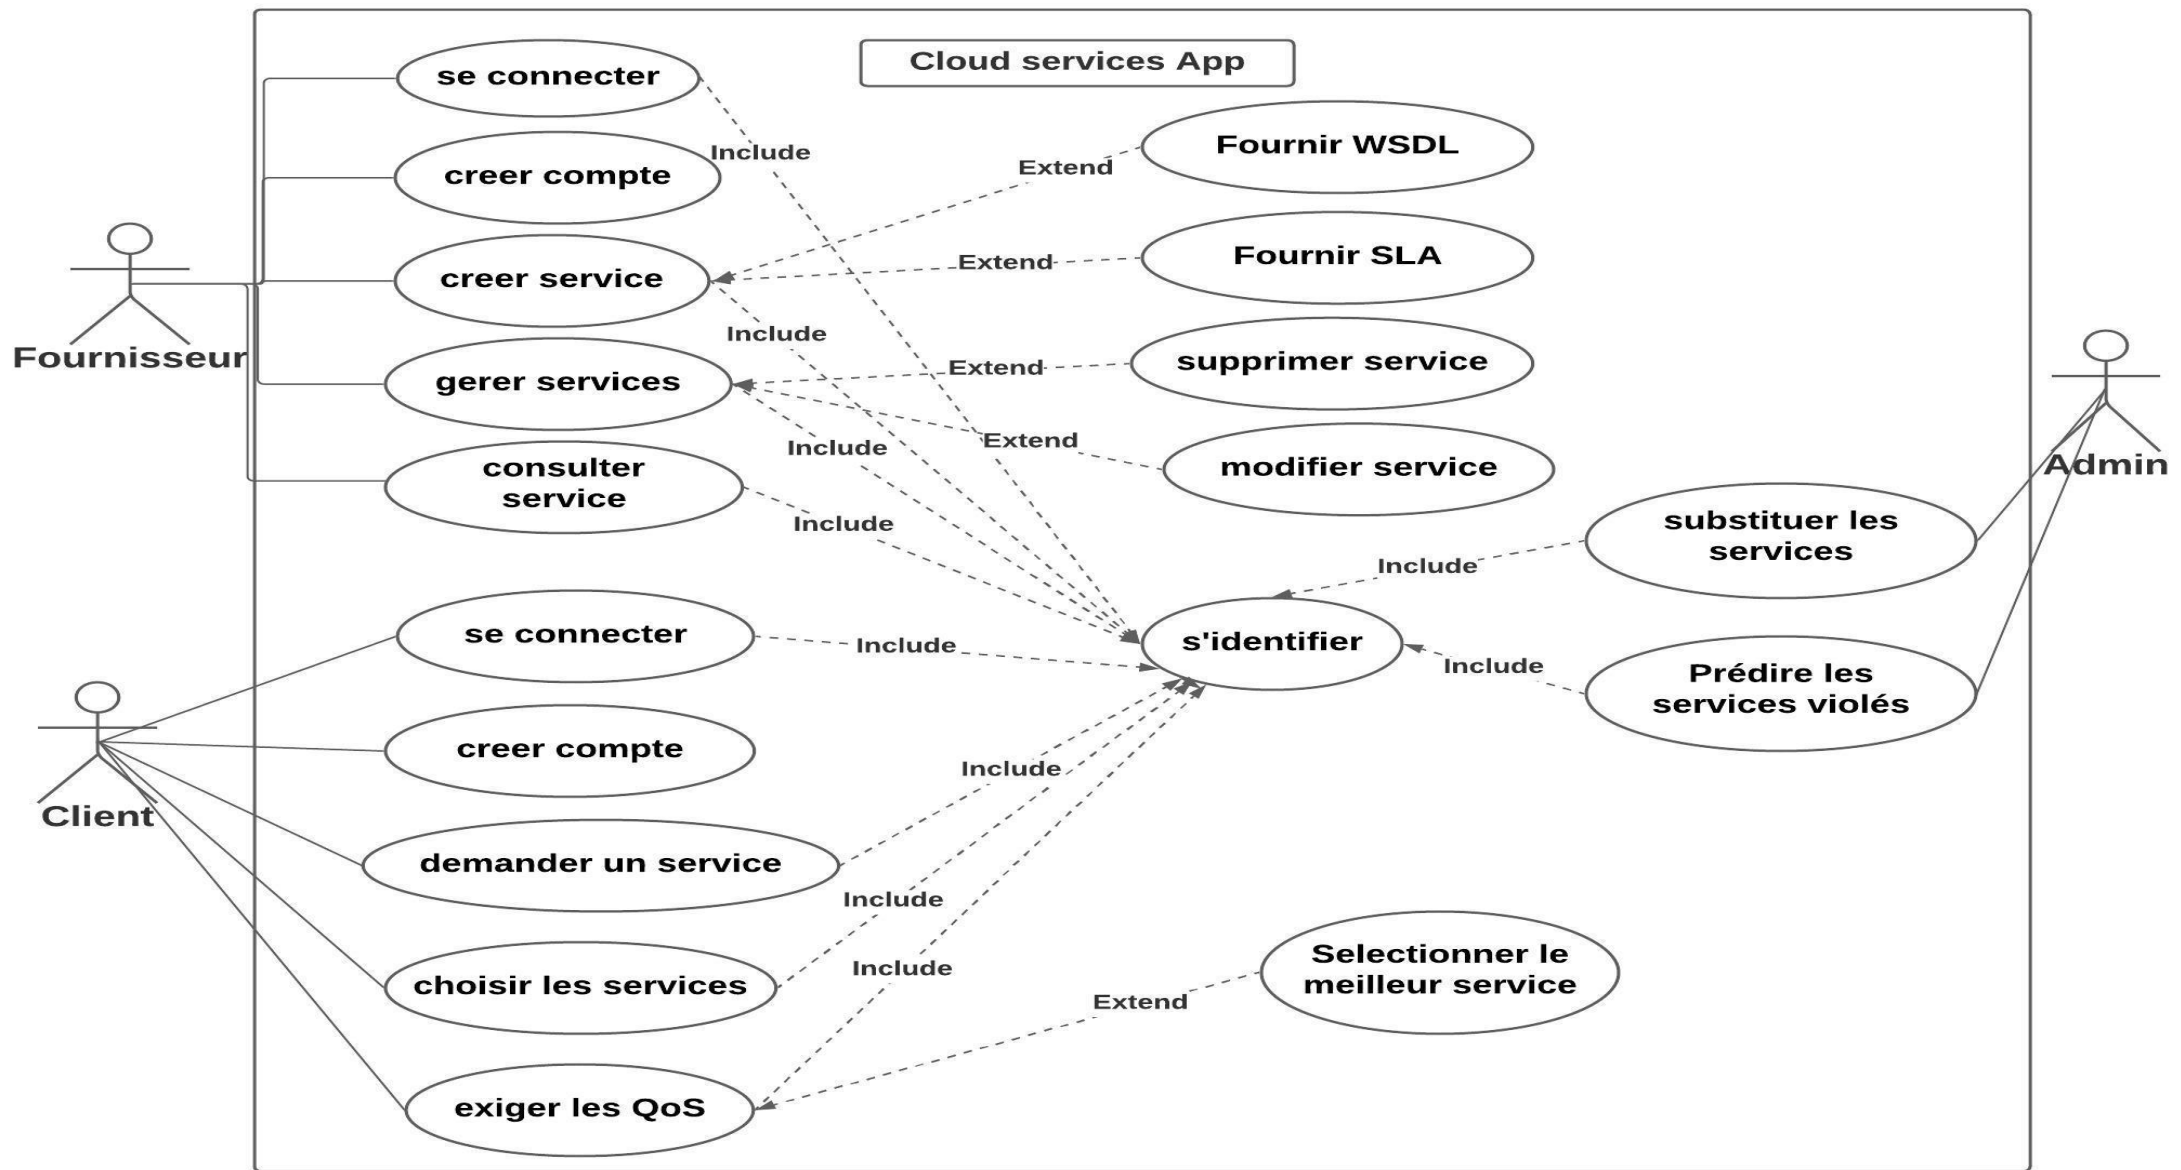 Cloud services App
se connecter
Include
creer compte
Fournir WSDL
Extend
creer service
Extend
Fournir SLA
Include
Fournisseur
gerer services
Extend
supprimer service
Include
Extend
modifier service
Admin
consulter
service
Include
substituer les
services
Include
se connecter
Include
s'identifier
Include
Prédire les
services violés
creer compte
Include
Client
demander un service
Include
choisir les services
Include
Selectionner le
meilleur service
Extend
exiger les QoS